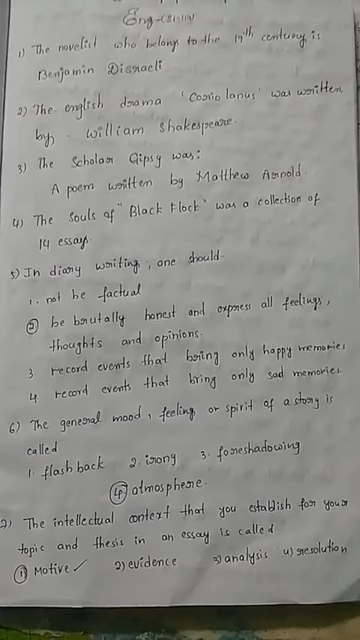 Eng-(S1-119)
1) The novelist who belongs to the 19th century is
Benjamin Disraeli
2) The english drama 'Coriolanus' was written
by - William Shakespeare.
3) The Scholar Gipsy was:
A poem written by Matthew Arnold.
4) The Souls of "Black Flock" was a collection of
14 essays.
5) In diary writing, one should.
1. not be factual
2) be brutally honest and express all feelings,
thoughts and opinions.
3 record events that bring only happy memories
4 record events that bring only sad memories.
6) The general mood, feeling or spirit of a story is
called
1. flash back 2. irony 3. foreshadowing
4) atmosphere.
7) The intellectual context that you establish for your
topic and thesis in an essay is called
1) Motive ✓ 2) evidence 3) analysis 4) resolution